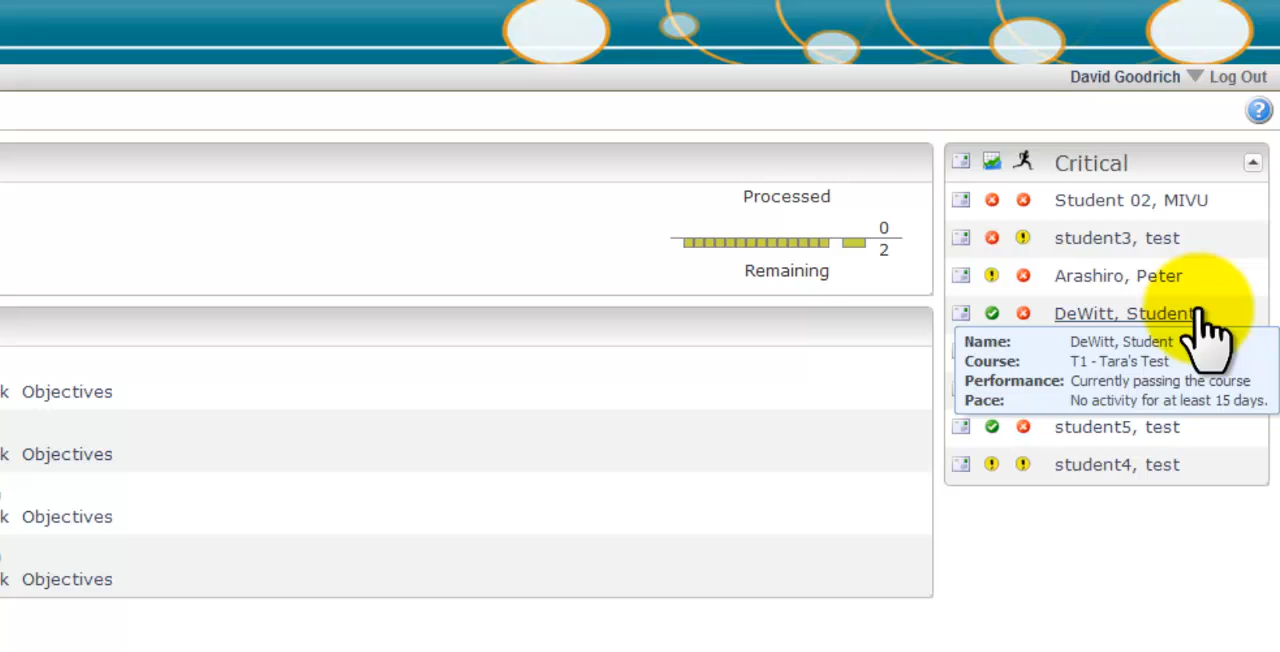 David Goodrich Log Out
?
Critical
Processed
0
2
Remaining
Student 02, MIVU
student3, test
Arashiro, Peter
DeWitt, Student
Name: DeWitt, Student
Course: T1 - Tara's Test
Performance: Currently passing the course
Pace: No activity for at least 15 days.
student5, test
student4, test
k Objectives
k Objectives
k Objectives
k Objectives